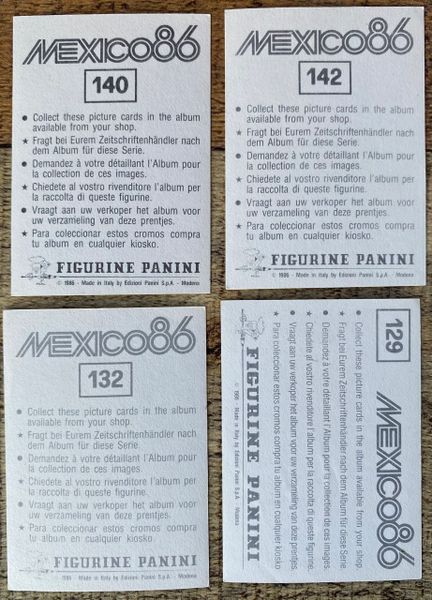 MEXICO86
140
● Collect these picture cards in the album
available from your shop.
★ Fragt bei Eurem Zeitschriftenhändler nach
dem Album für diese Serie.
● Demandez à vôtre détaillant l'Album pour
la collection de ces images.
★ Chiedete al vostro rivenditore l'album per
la raccolta di queste figurine.
● Vraagt aan uw verkoper het album voor
uw verzameling van deze prentjes.
★ Para coleccionar estos cromos compra
tu album en cualquier kiosko.
FIGURINE PANINI
© 1986 - Made in Italy by Edizioni Panini S.p.A. - Modena
MEXICO86
142
● Collect these picture cards in the album
available from your shop.
★ Fragt bei Eurem Zeitschriftenhändler nach
dem Album für diese Serie.
● Demandez à vôtre détaillant l'Album pour
la collection de ces images.
★ Chiedete al vostro rivenditore l'album per
la raccolta di queste figurine.
● Vraagt aan uw verkoper het album voor
uw verzameling van deze prentjes.
★ Para coleccionar estos cromos compra
tu album en cualquier kiosko.
FIGURINE PANINI
© 1986 - Made in Italy by Edizioni Panini S.p.A. - Modena
MEXICO86
132
● Collect these picture cards in the album
available from your shop.
★ Fragt bei Eurem Zeitschriftenhändler nach
dem Album für diese Serie.
● Demandez à vôtre détaillant l'Album pour
la collection de ces images
★ Chiedete al vostro rivenditore l'album per
la raccolta di queste figurine.
● Vraagt aan uw verkoper het album voor
uw verzameling van deze prentjes.
★ Para coleccionar estos cromos compra
tu album en cualquier kiosko.
FIGURINE PANINI
1986 - Made in Italy by Edizioni Panini S.p.A. - Modena
MEXICO86
129
● Collect these picture cards in the album available from your shop.
★ Fragt bei Eurem Zeitschriftenhändler nach dem Album für diese Serie
● Demandez à vôtre détaillant l'Album pour la collection de ces images.
★ Chiedete al vostro rivenditore l'album per la raccolta di queste figurine.
● Vraagt aan uw verkoper het album voor uw verzameling van deze prentjes
★ Para coleccionar estos cromos compra tu album en cualquier kiosko.
FIGURINE PANINI
© 1986 - Made in Italy by Edizioni Panini S.p.A. - Modena